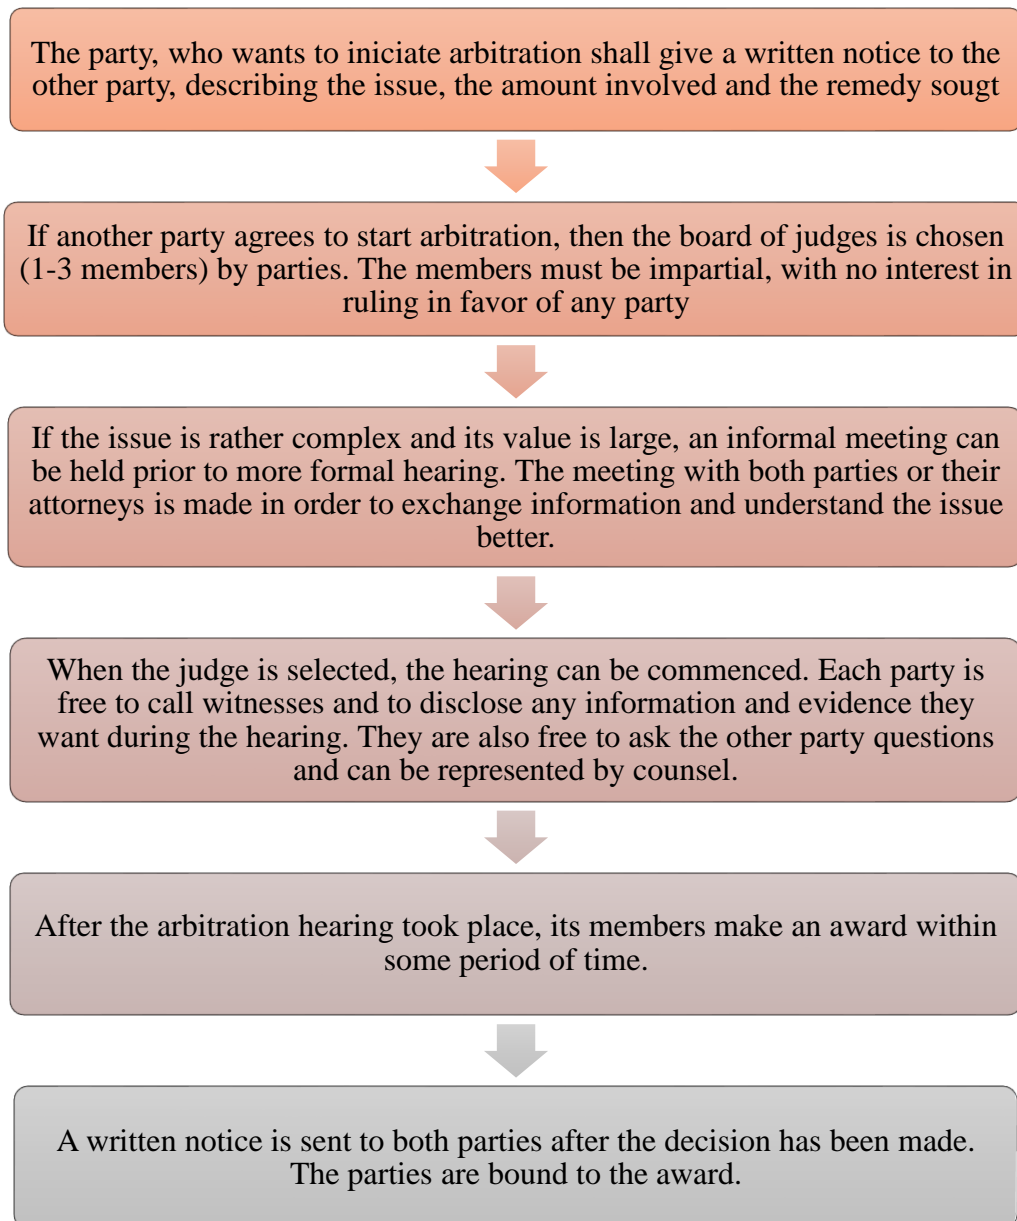 The party, who wants to iniciate arbitration shall give a written notice to the
other party, describing the issue, the amount involved and the remedy sougt
If another party agrees to start arbitration, then the board of judges is chosen
(1-3 members) by parties. The members must be impartial, with no interest in
ruling in favor of any party
If the issue is rather complex and its value is large, an informal meeting can
be held prior to more formal hearing. The meeting with both parties or their
attorneys is made in order to exchange information and understand the issue
better.
When the judge is selected, the hearing can be commenced. Each party is
free to call witnesses and to disclose any information and evidence they
want during the hearing. They are also free to ask the other party questions
and can be represented by counsel.
After the arbitration hearing took place, its members make an award within
some period of time.
A written notice is sent to both parties after the decision has been made.
The parties are bound to the award.